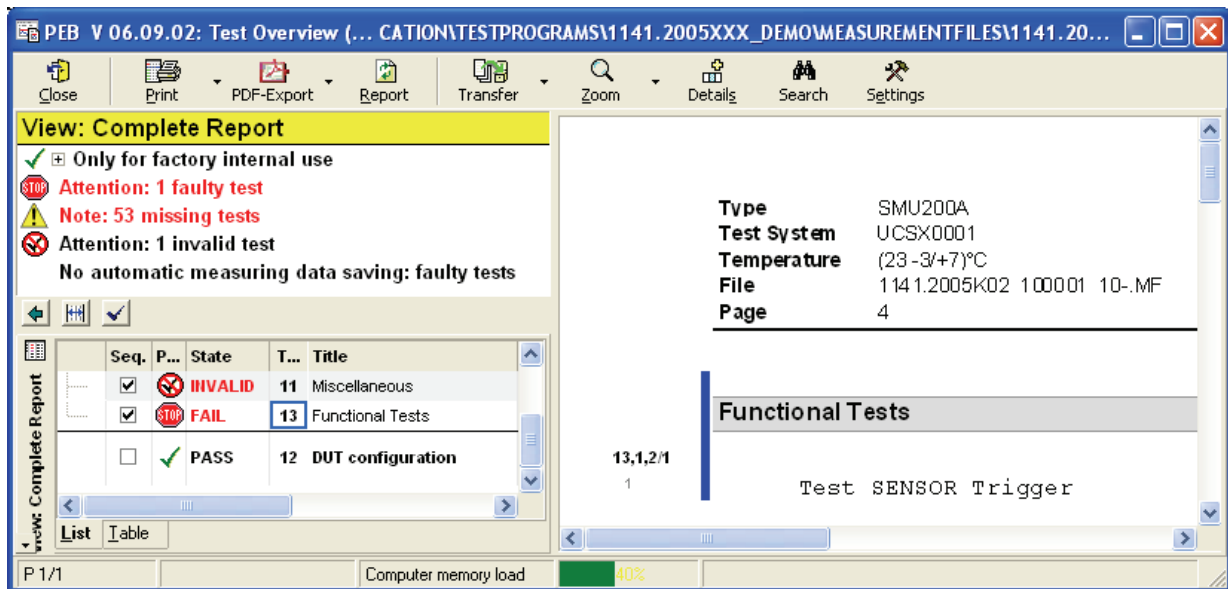 PEB V 06.09.02: Test Overview (... CATION\TESTPROGRAMS\1141.2005XXX_DEMO\MEASUREMENTFILES\1141.20...
Close Print PDF-Export Report Transfer Zoom Details Search Settings
View: Complete Report
Only for factory internal use
STOP Attention: 1 faulty test
Note: 53 missing tests
Attention: 1 invalid test
No automatic measuring data saving: faulty tests
View: Complete Report
Seq. P... State T... Title
INVALID 11 Miscellaneous
STOP FAIL 13 Functional Tests
PASS 12 DUT configuration
List Table
Type SMU200A
Test System UCSX0001
Temperature (23 -3/+7)°C
File 1141.2005K02 100001 10-.MF
Page 4
Functional Tests
13,1,2/1
1
Test SENSOR Trigger
P 1/1 Computer memory load 40%